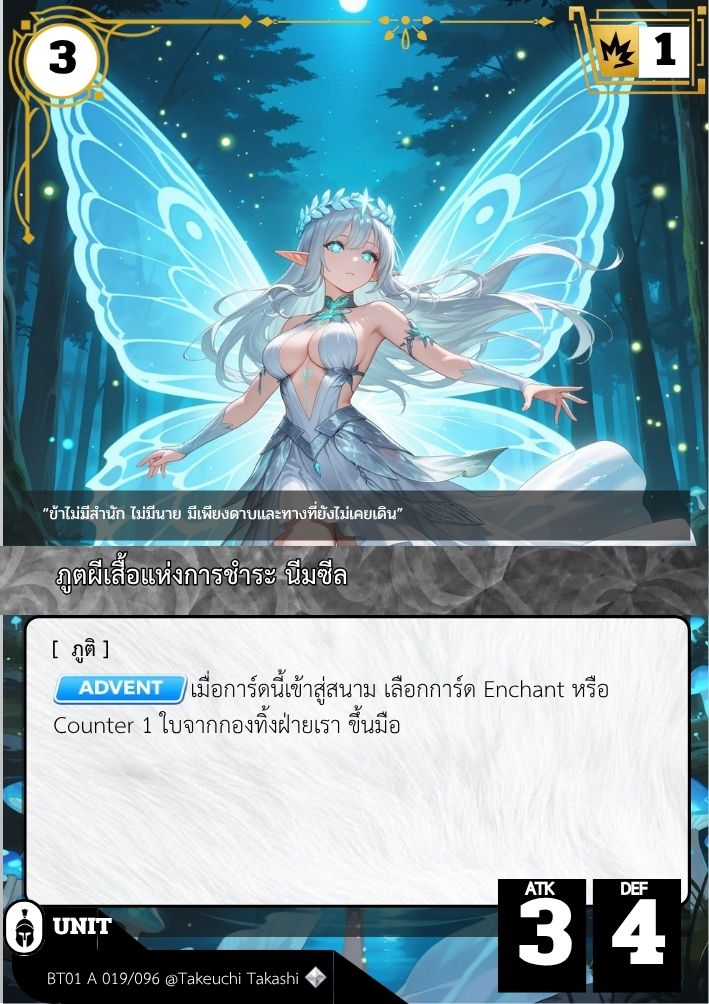 3
1
“ข้าไม่มีสำนัก ไม่มีนาย มีเพียงดาบและทางที่ยังไม่เคยเดิน”
ภูตผีเสื้อแห่งการชำระ นีมซีล
[ ภูติ ]
ADVENT เมื่อการ์ดนี้เข้าสู่สนาม เลือกการ์ด Enchant หรือ
Counter 1 ใบจากกองทิ้งฝ่ายเรา ขึ้นมือ
ATK DEF
3 4
UNIT
BT01 A 019/096 @Takeuchi Takashi